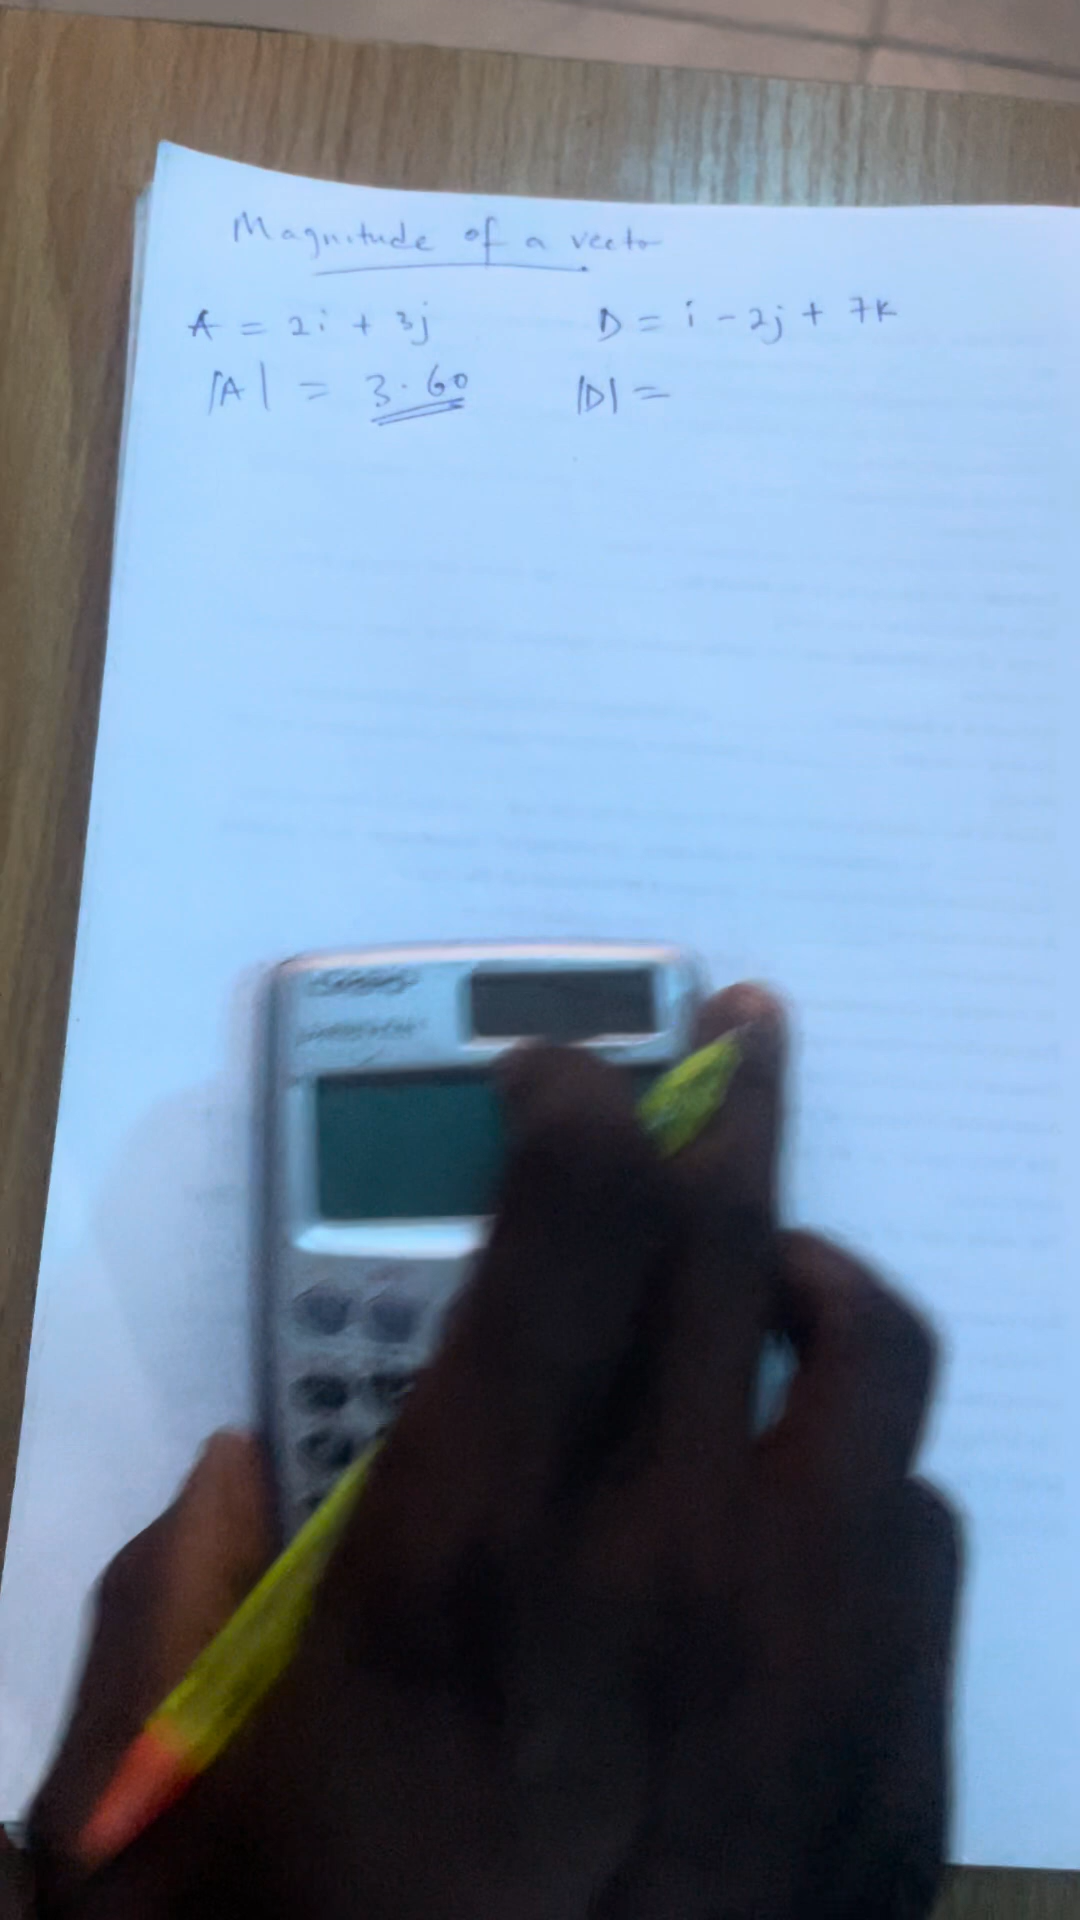 Magnitude of a vector
A = 2i + 3j D = i - 2j + 7k
|A| = 3.60 |D| =